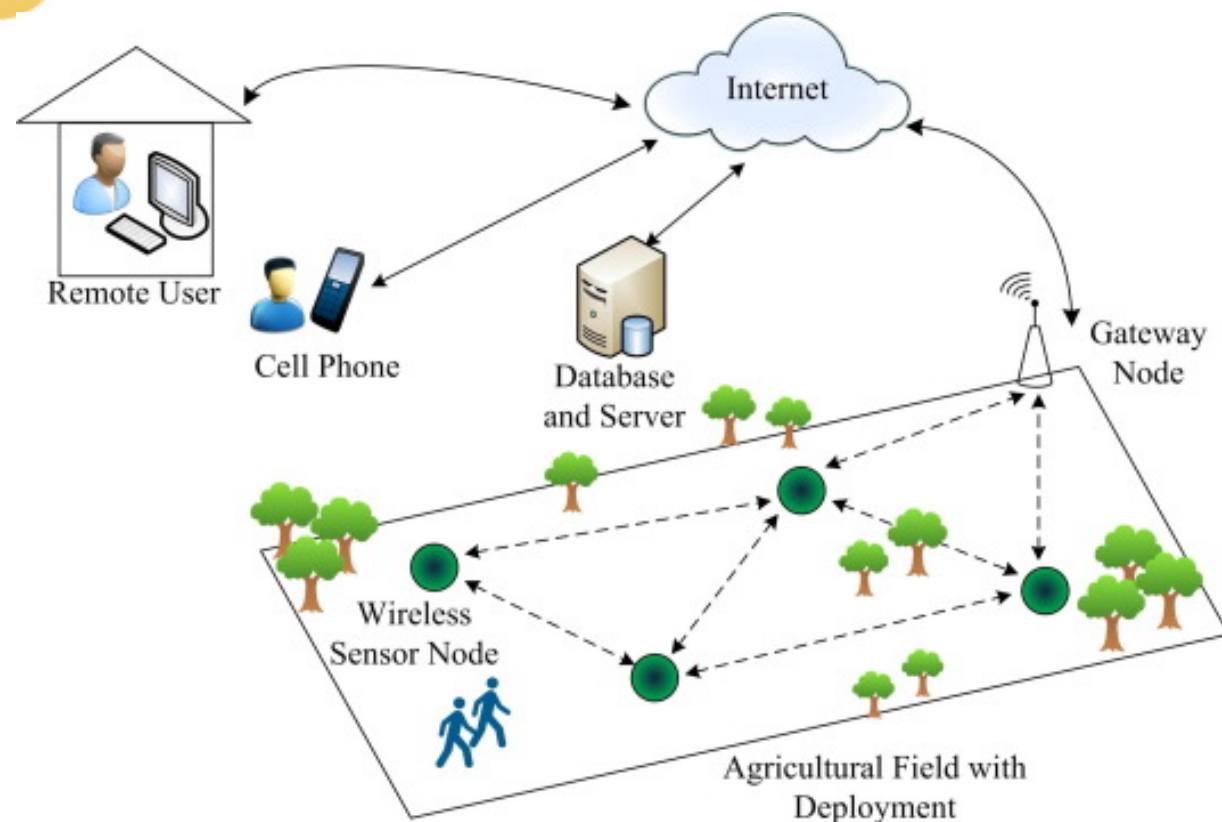 Internet
Remote User
Cell Phone
Database
and Server
Gateway
Node
Wireless
Sensor Node
Agricultural Field with
Deployment